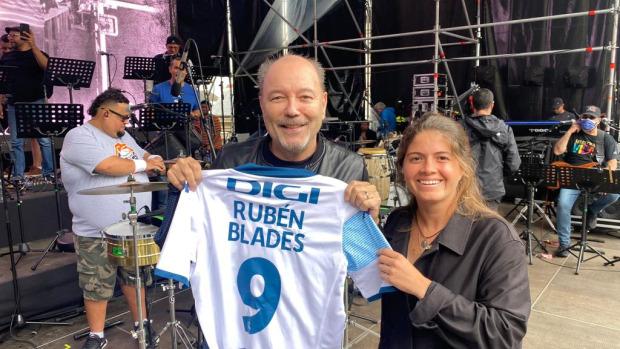 DIGI
RUBÉN
BLADES
9